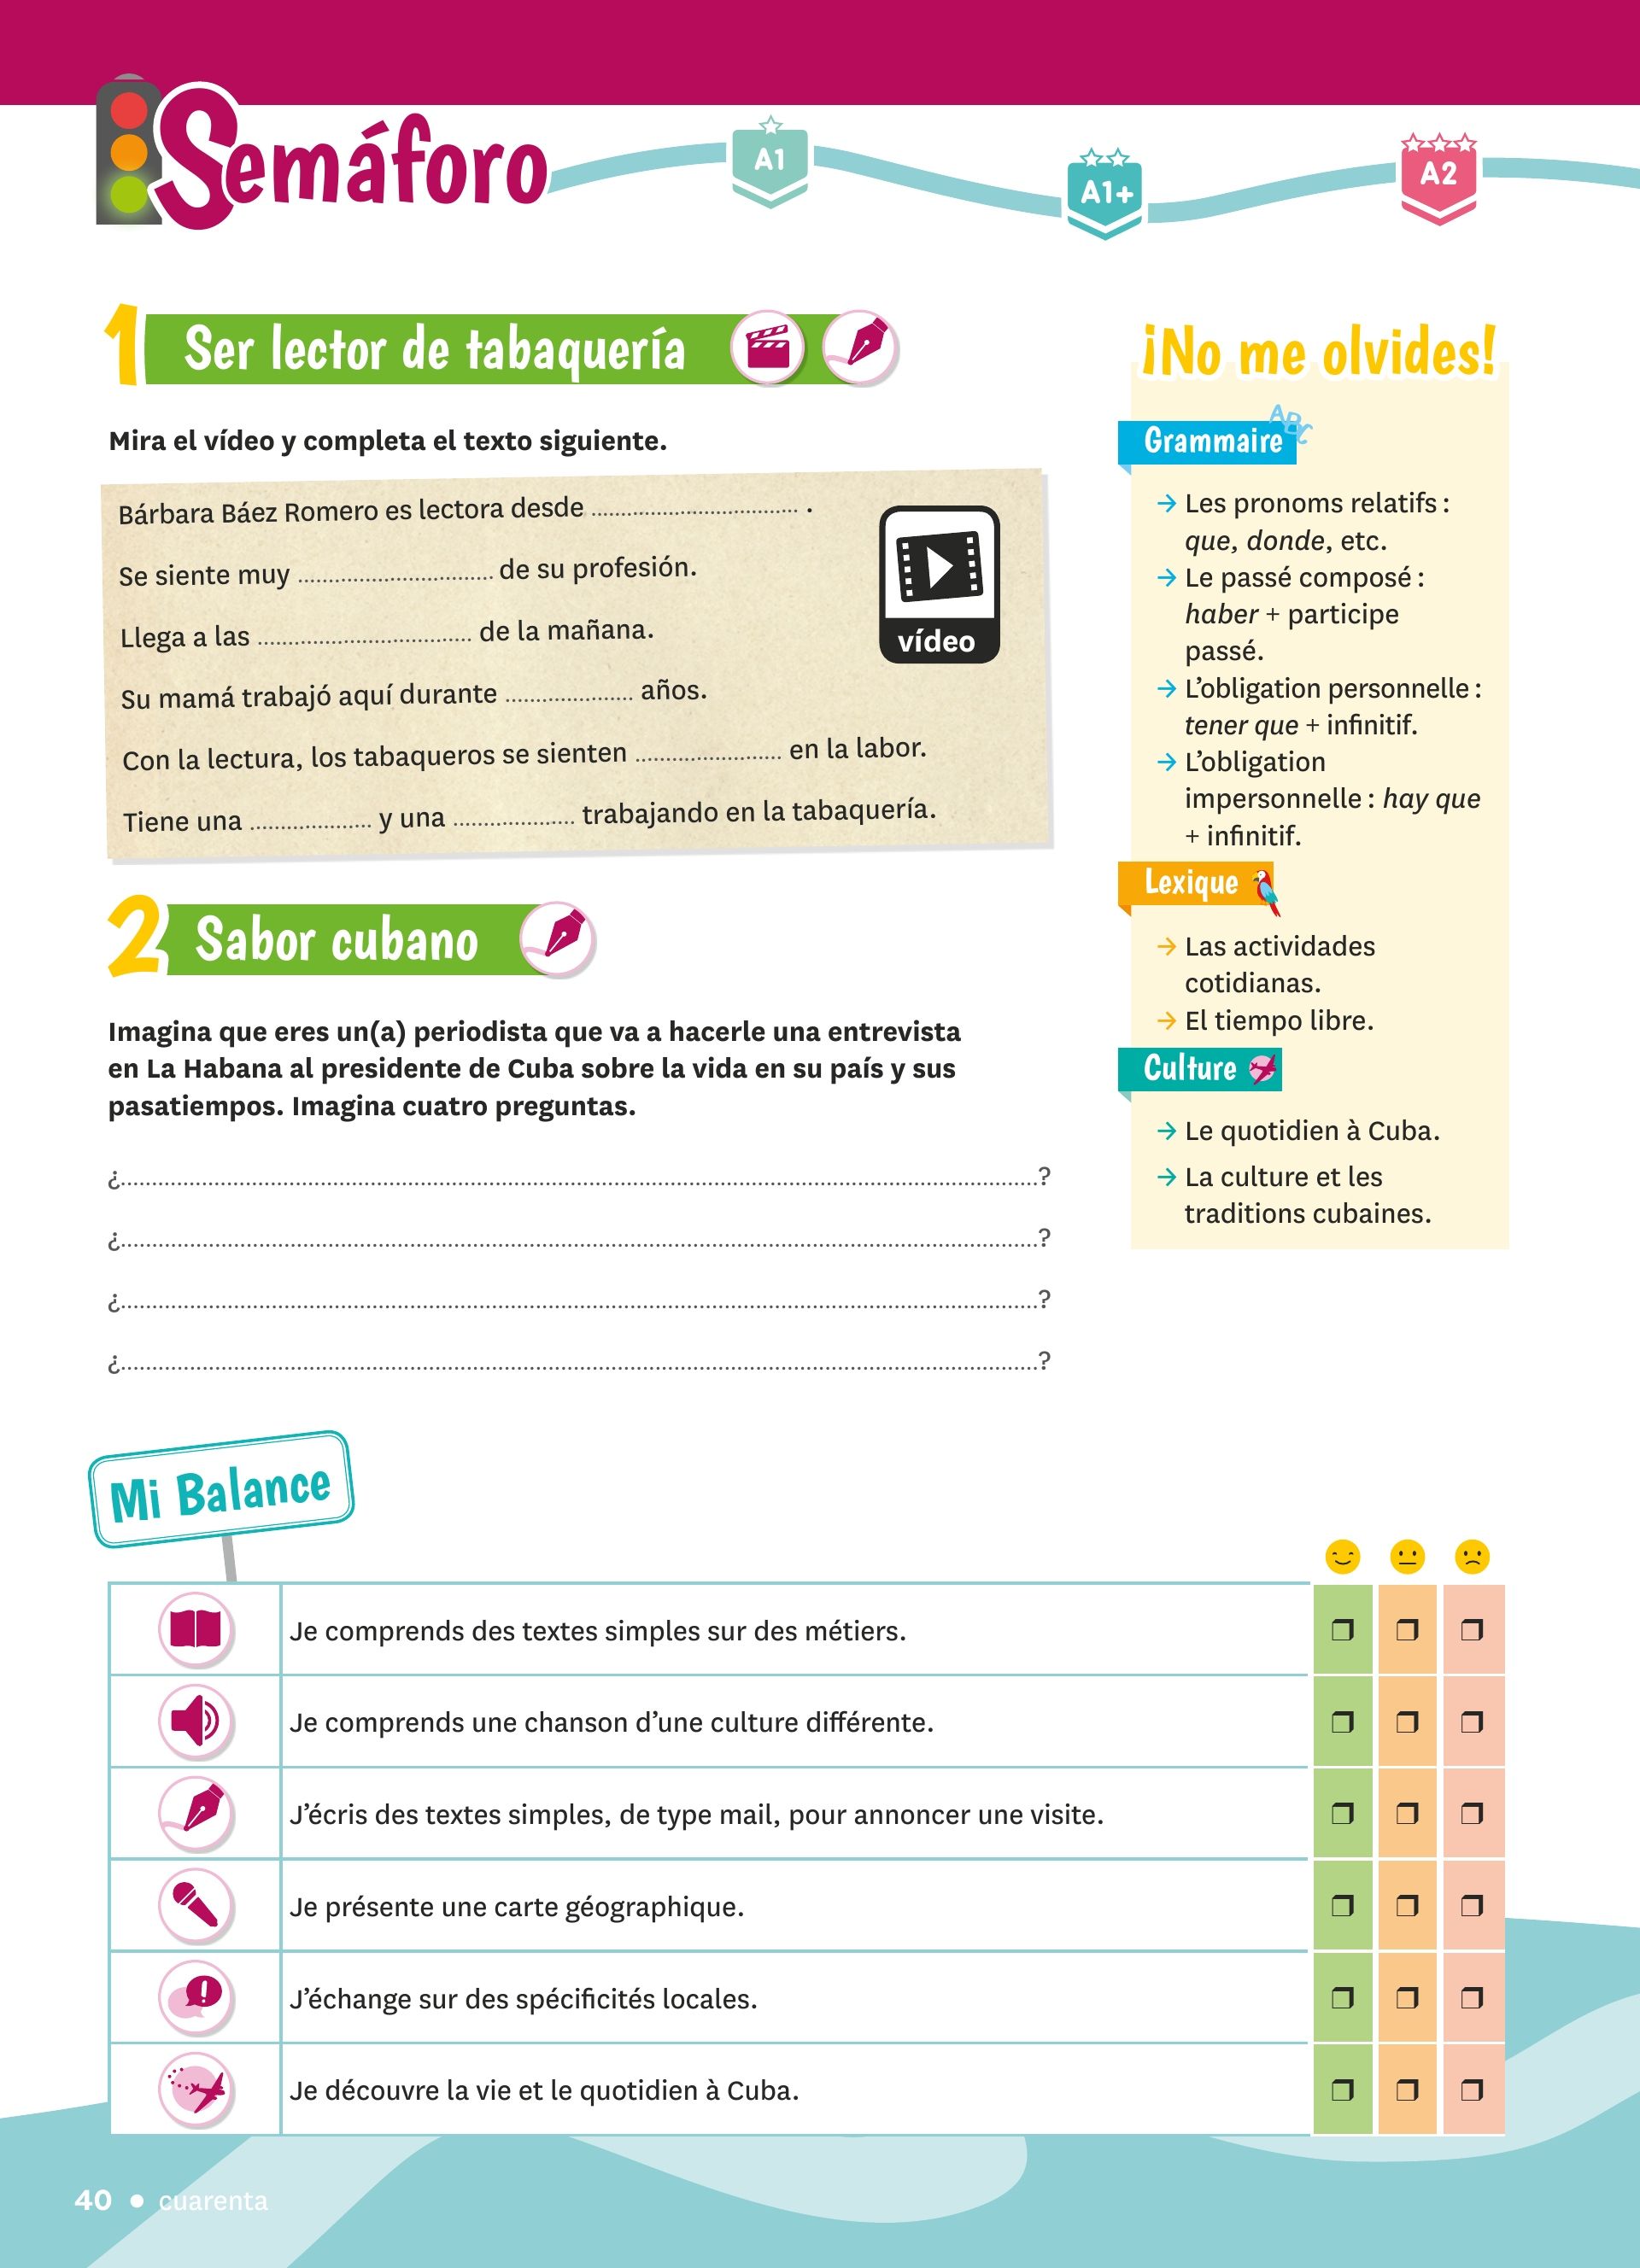 Semáforo
A1
A1+
A2
1 Ser lector de tabaquería
Mira el vídeo y completa el texto siguiente.
Bárbara Báez Romero es lectora desde .................................. .
Se siente muy ................................ de su profesión.
Llega a las ................................... de la mañana.
Su mamá trabajó aquí durante ..................... años.
Con la lectura, los tabaqueros se sienten ........................ en la labor.
Tiene una .................... y una .................... trabajando en la tabaquería.
vídeo
2 Sabor cubano
Imagina que eres un(a) periodista que va a hacerle una entrevista
en La Habana al presidente de Cuba sobre la vida en su país y sus
pasatiempos. Imagina cuatro preguntas.
¿..........................................................................?
¿..........................................................................?
¿..........................................................................?
¿..........................................................................?
¡No me olvides!
ABC
Grammaire
→ Les pronoms relatifs :
que, donde, etc.
→ Le passé composé :
haber + participe
passé.
→ L’obligation personnelle :
tener que + infinitif.
→ L’obligation
impersonnelle : hay que
+ infinitif.
Lexique
→ Las actividades
cotidianas.
→ El tiempo libre.
Culture
→ Le quotidien à Cuba.
→ La culture et les
traditions cubaines.
Mi Balance
Je comprends des textes simples sur des métiers. ❒ ❒ ❒
Je comprends une chanson d’une culture différente. ❒ ❒ ❒
J’écris des textes simples, de type mail, pour annoncer une visite. ❒ ❒ ❒
Je présente une carte géographique. ❒ ❒ ❒
J’échange sur des spécificités locales. ❒ ❒ ❒
Je découvre la vie et le quotidien à Cuba. ❒ ❒ ❒
40 • cuarenta